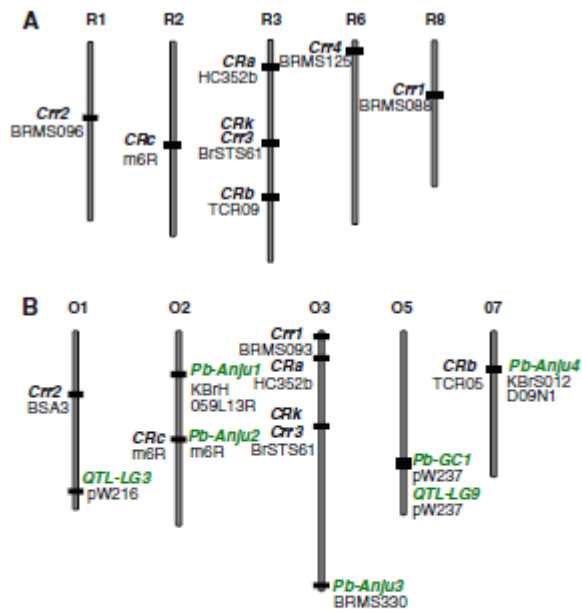 A
R1 R2 R3 R6 R8
Crr2
BRMS096
CRc
m6R
CRa
HC352b
CRk
Crr3
BrSTS61
CRb
TCR09
Crr4
BRMS125
Crr1
BRMS088
B
O1 O2 O3 O5 07
Crr2
BSA3
QTL-LG3
pW216
Pb-Anju1
KBrH
059L13R
CRc Pb-Anju2
m6R m6R
Crr1
BRMS093
CRa
HC352b
CRk
Crr3
BrSTS61
Pb-Anju3
BRMS330
Pb-GC1
pW237
QTL-LG9
pW237
CRb Pb-Anju4
TCR05 KBrS012
D09N1